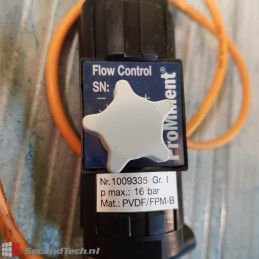 Flow Control
SN:
ProMinent®
Nr.1009335 Gr. I
p max.: 16 bar
Mat.: PVDF/FPM-B
SecondTech.nl